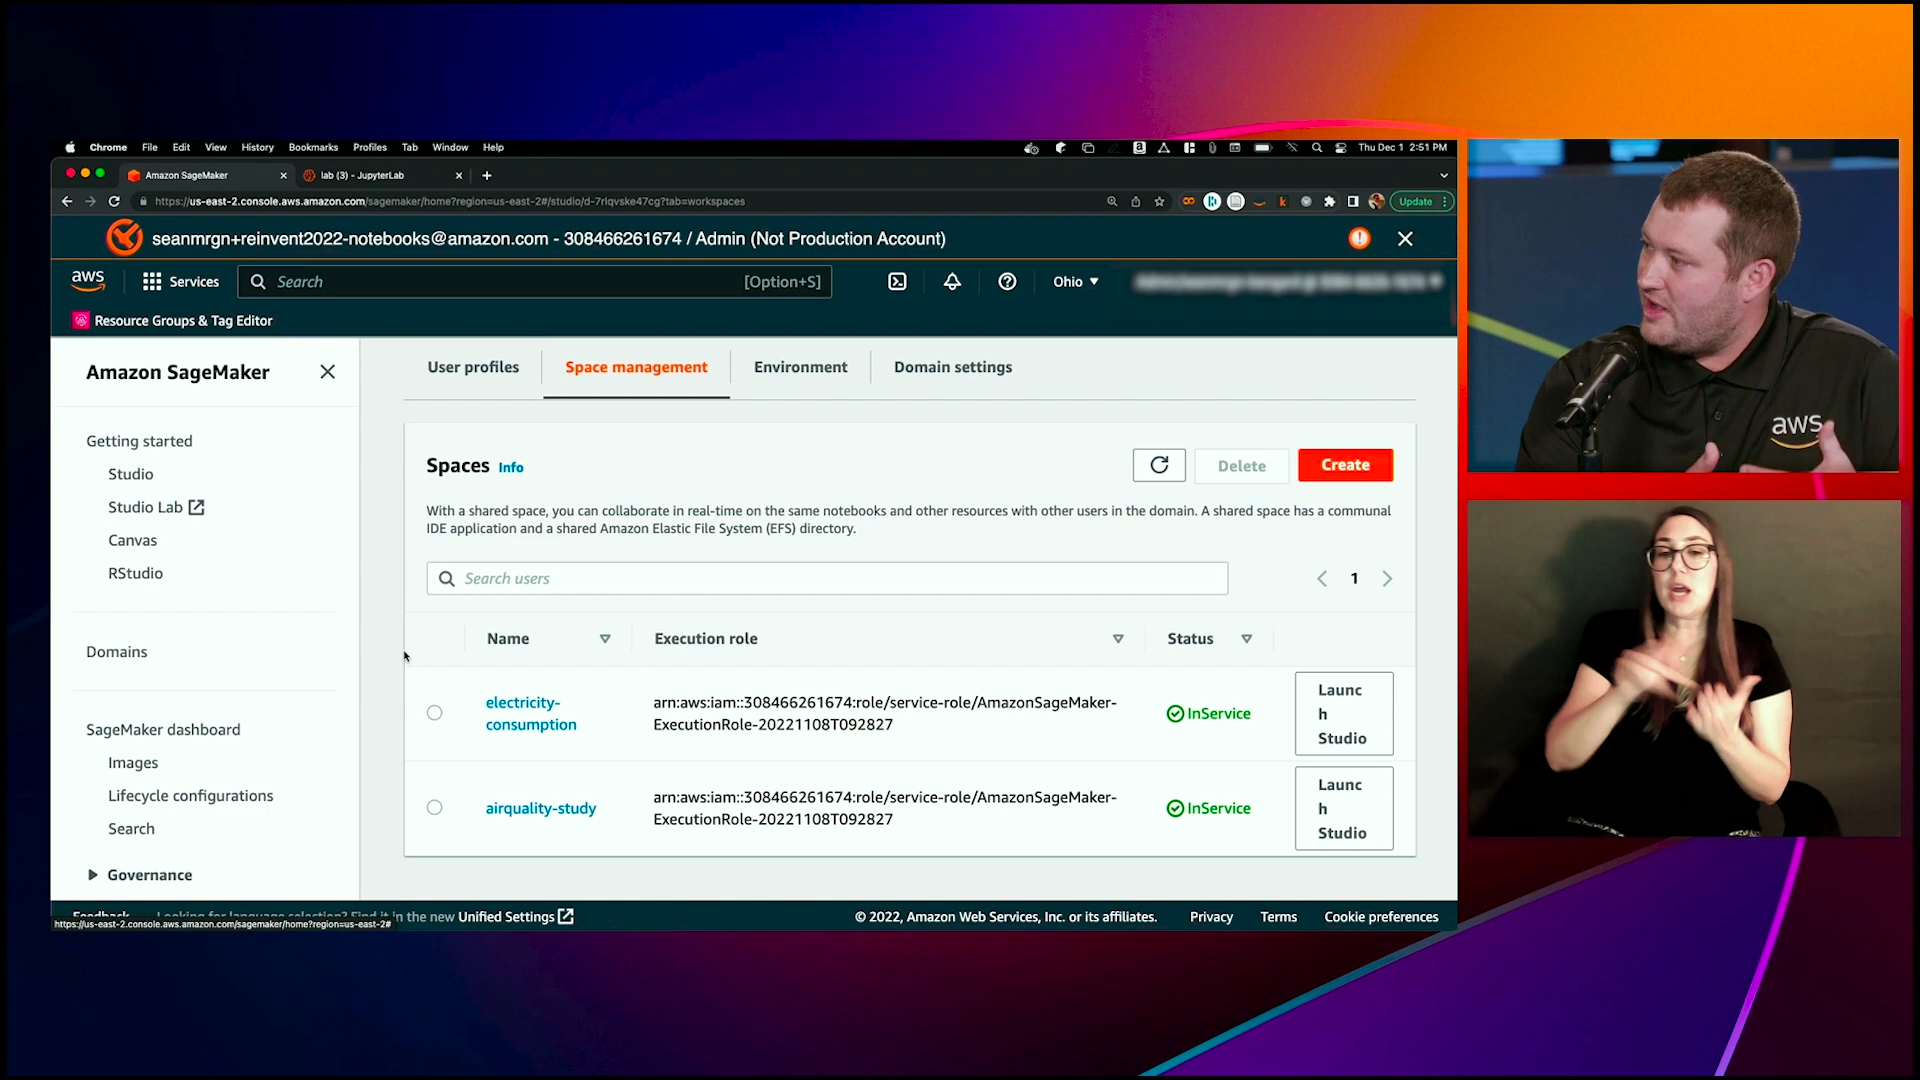 Chrome File Edit View History Bookmarks Profiles Tab Window Help Thu Dec 1 2:51 PM
Amazon SageMaker lab (3) - JupyterLab
https://us-east-2.console.aws.amazon.com/sagemaker/home?region=us-east-2#/studio/d-7rlqvske47cg?tab=workspaces Update
seanmrgn+reinvent2022-notebooks@amazon.com - 308466261674 / Admin (Not Production Account)
aws Services Search [Option+S] Ohio
Resource Groups & Tag Editor
Amazon SageMaker
Getting started
Studio
Studio Lab
Canvas
RStudio
Domains
SageMaker dashboard
Images
Lifecycle configurations
Search
Governance
User profiles Space management Environment Domain settings
Spaces Info Delete Create
With a shared space, you can collaborate in real-time on the same notebooks and other resources with other users in the domain. A shared space has a communal
IDE application and a shared Amazon Elastic File System (EFS) directory.
Search users 1
Name Execution role Status
electricity-
consumption
arn:aws:iam::308466261674:role/service-role/AmazonSageMaker-
ExecutionRole-20221108T092827
InService
Launc
h
Studio
airquality-study
arn:aws:iam::308466261674:role/service-role/AmazonSageMaker-
ExecutionRole-20221108T092827
InService
Launc
h
Studio
Feedback Looking for language selection? Find it in the new Unified Settings © 2022, Amazon Web Services, Inc. or its affiliates. Privacy Terms Cookie preferences
https://us-east-2.console.aws.amazon.com/sagemaker/home?region=us-east-2#
aws